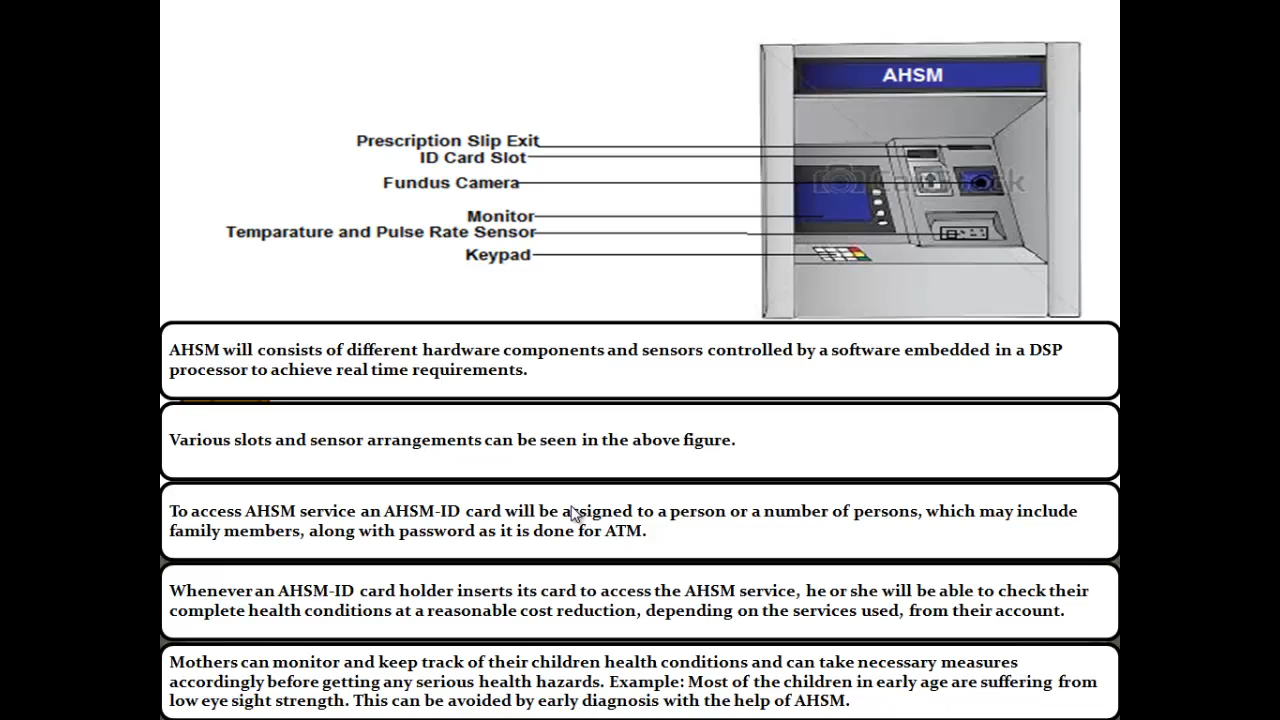 AHSM
Prescription Slip Exit
ID Card Slot
Fundus Camera
Monitor
Temparature and Pulse Rate Sensor
Keypad
AHSM will consists of different hardware components and sensors controlled by a software embedded in a DSP
processor to achieve real time requirements.
Various slots and sensor arrangements can be seen in the above figure.
To access AHSM service an AHSM-ID card will be assigned to a person or a number of persons, which may include
family members, along with password as it is done for ATM.
Whenever an AHSM-ID card holder inserts its card to access the AHSM service, he or she will be able to check their
complete health conditions at a reasonable cost reduction, depending on the services used, from their account.
Mothers can monitor and keep track of their children health conditions and can take necessary measures
accordingly before getting any serious health hazards. Example: Most of the children in early age are suffering from
low eye sight strength. This can be avoided by early diagnosis with the help of AHSM.